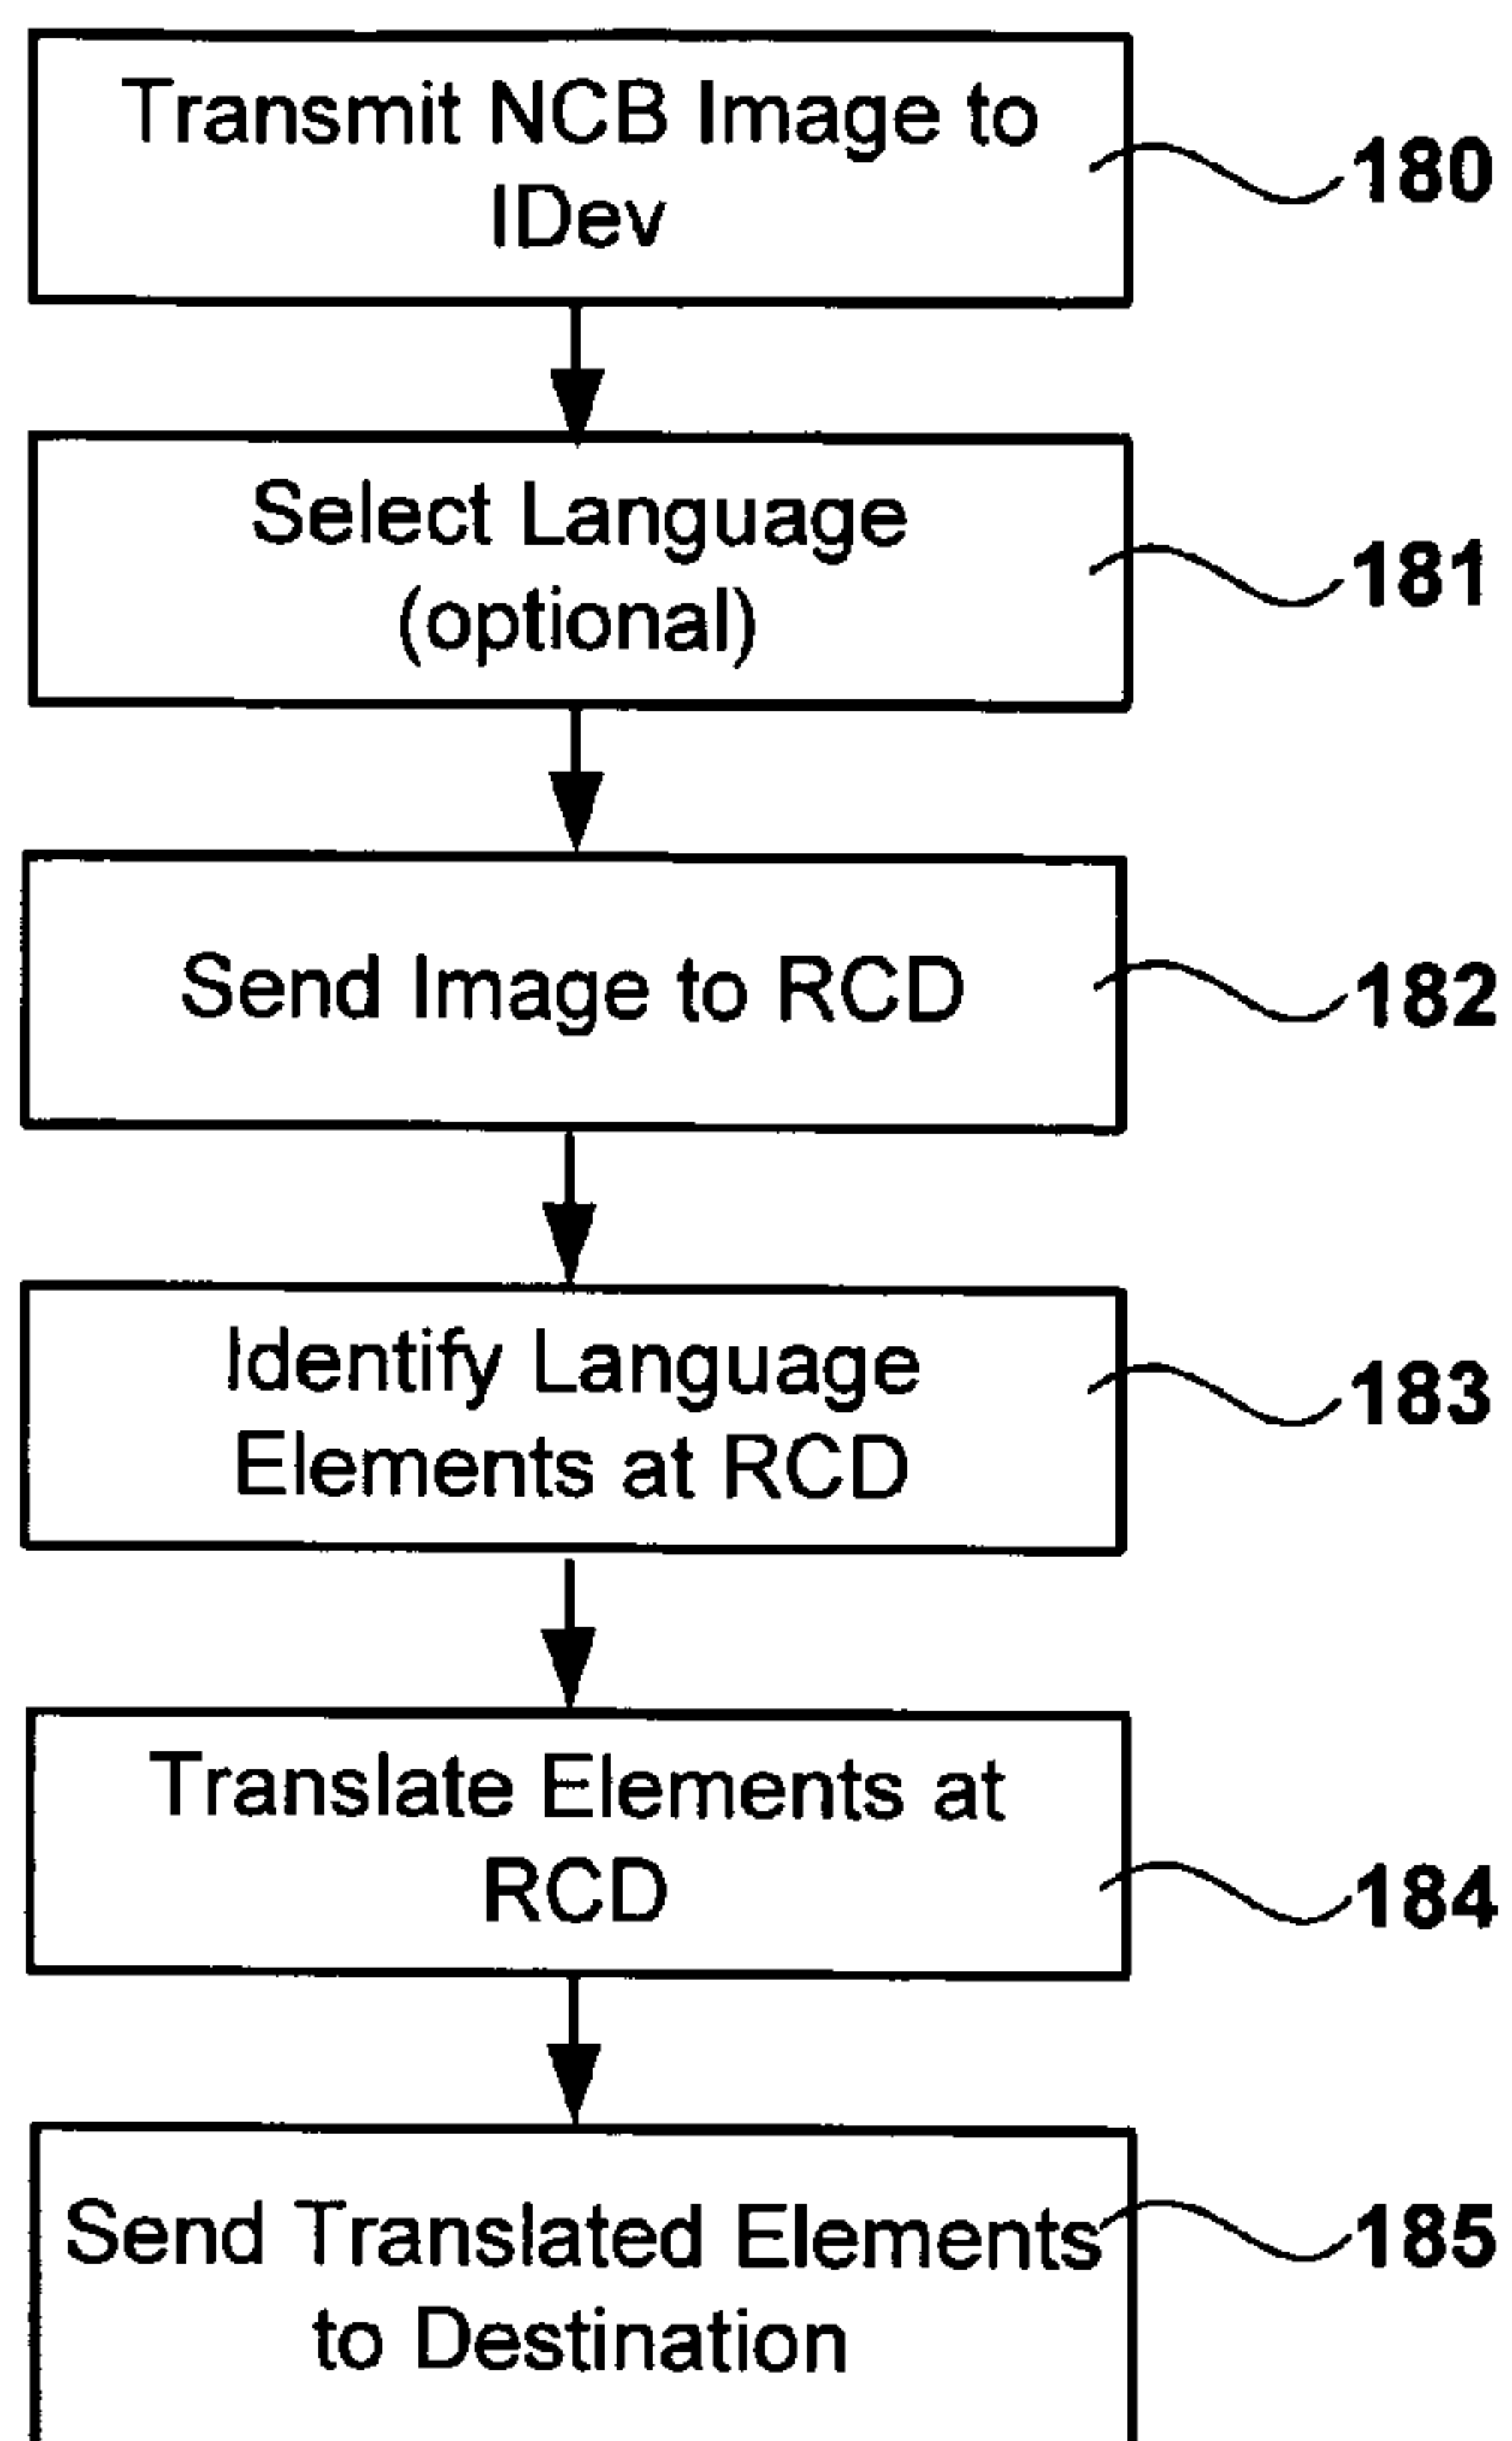 Transmit NCB Image to
IDev
180
Select Language
(optional)
181
Send Image to RCD
182
Identify Language
Elements at RCD
183
Translate Elements at
RCD
184
Send Translated Elements
to Destination
185